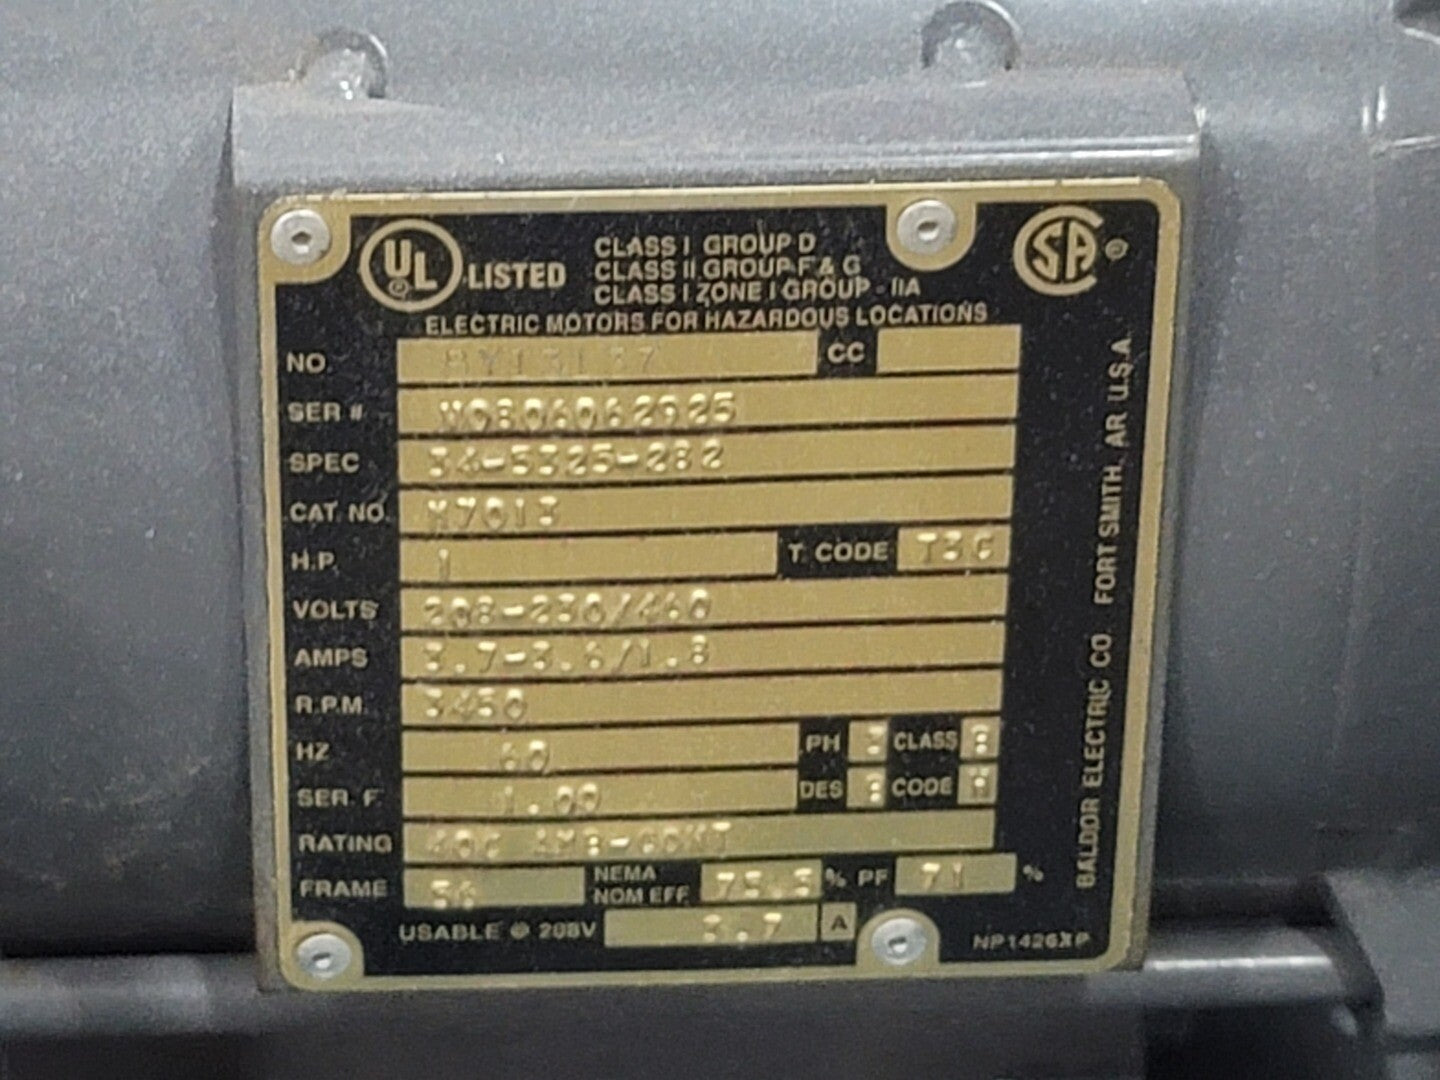 UL LISTED
CLASS I GROUP D
CLASS II GROUP F & G
CLASS I ZONE I GROUP - IIA
SA ®
ELECTRIC MOTORS FOR HAZARDOUS LOCATIONS
NO. CC
SER # W0806062925
SPEC 34-5325-282
CAT. NO. M7013
H.P. 1 T. CODE T3C
VOLTS 208-230/460
AMPS 3.7-3.6/1.8
R.P.M. 3450
HZ 60 PH 3 CLASS B
SER. F. 1.00 DES CODE
RATING 40C AMB-CONT
FRAME 56 NEMA NOM EFF. 75.5 % PF 71 %
USABLE @ 208V 3.7 A
NP1426XP
BALDOR ELECTRIC CO. FORT SMITH, AR U.S.A.